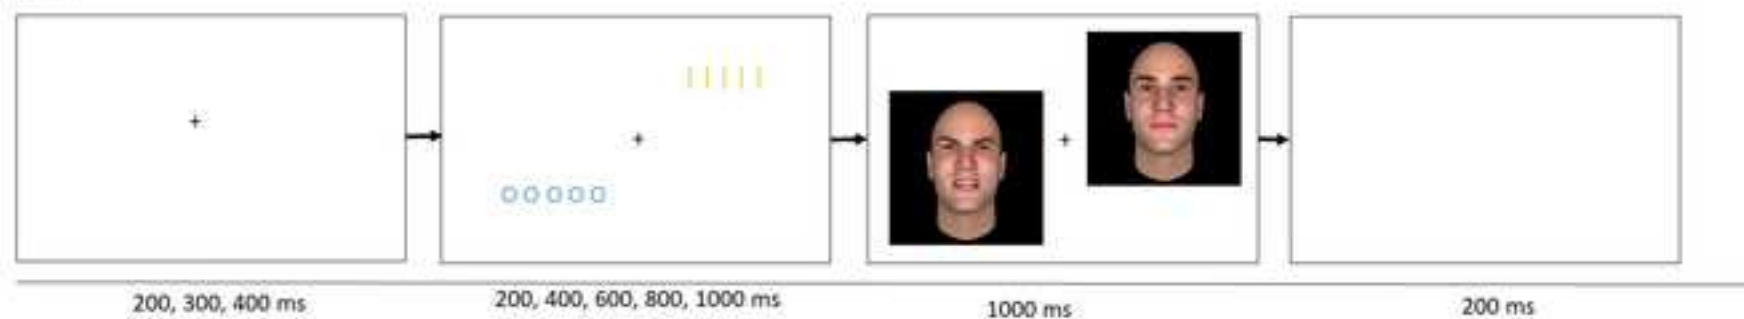 +
| | | | |
+
O O O O O
+
200, 300, 400 ms
200, 400, 600, 800, 1000 ms
1000 ms
200 ms